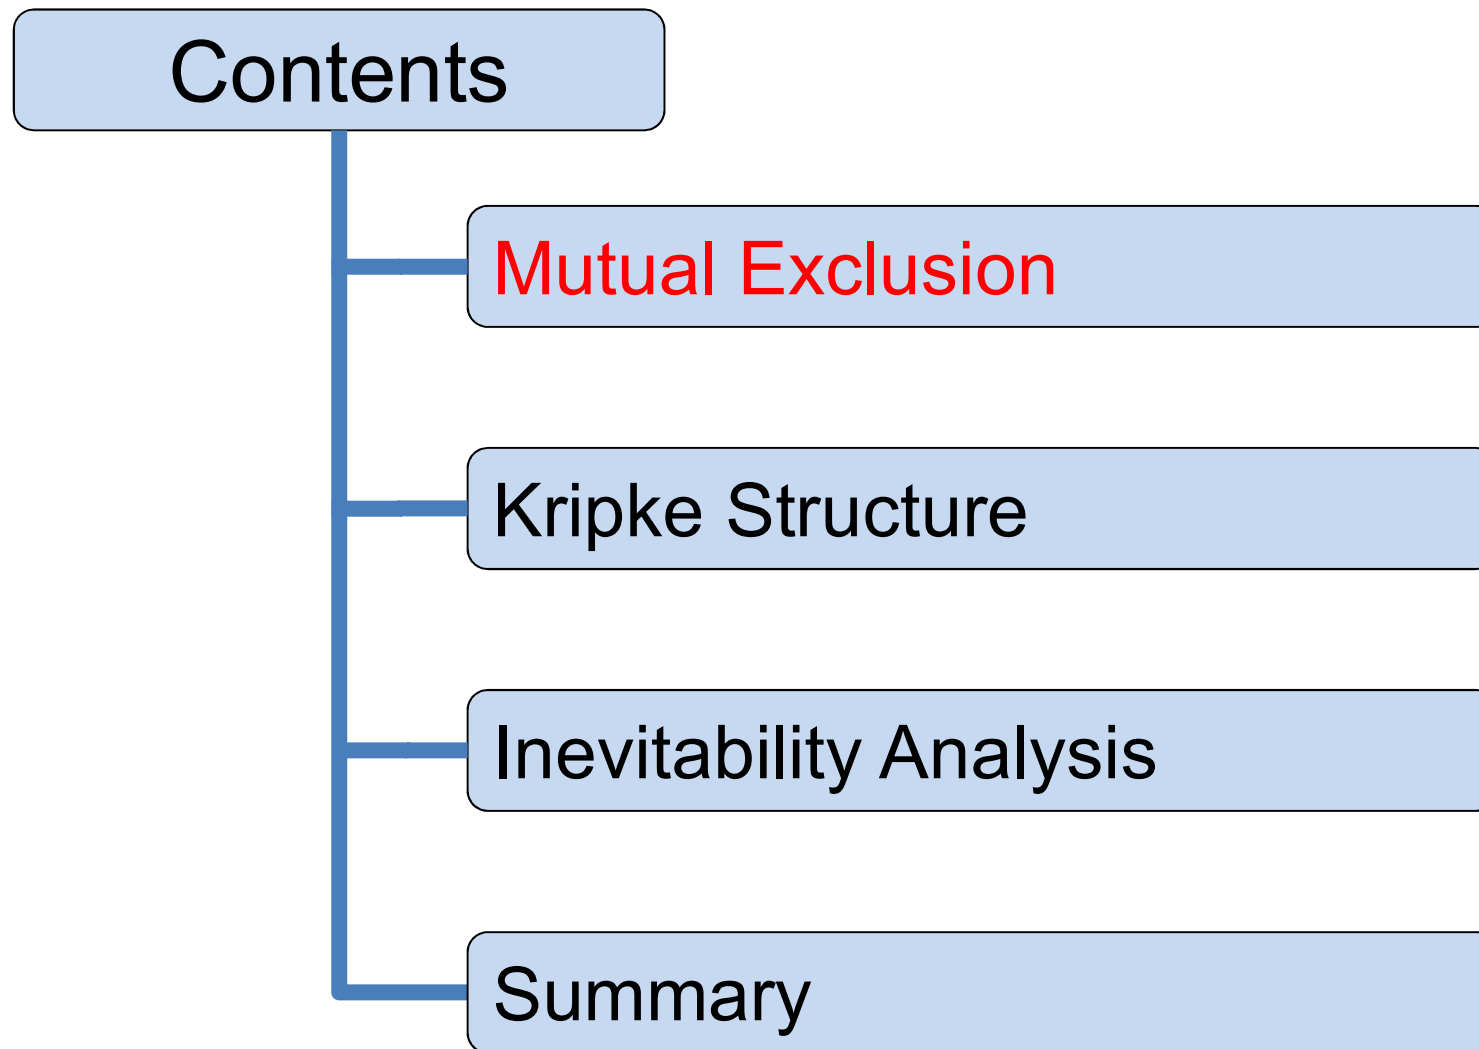 Contents
Mutual Exclusion
Kripke Structure
Inevitability Analysis
Summary